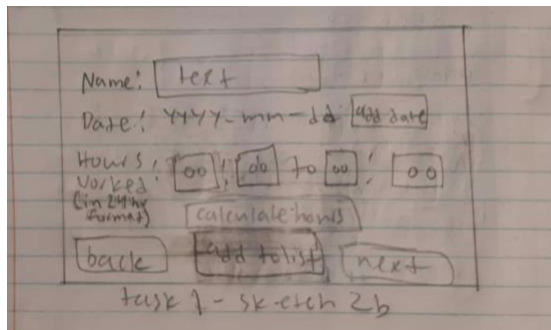 Name: text
Date: YYYY-mm-dd add date
Hours : 00 : 00 to 00 : 00
Worked:
(in 24hr
format)
calculate hours
back add to list next
task 1 - sketch 2b